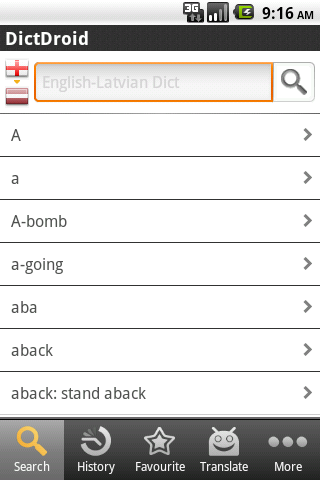 3G 9:16 AM
DictDroid
English-Latvian Dict
A
a
A-bomb
a-going
aba
aback
aback: stand aback
Search History Favourite Translate More